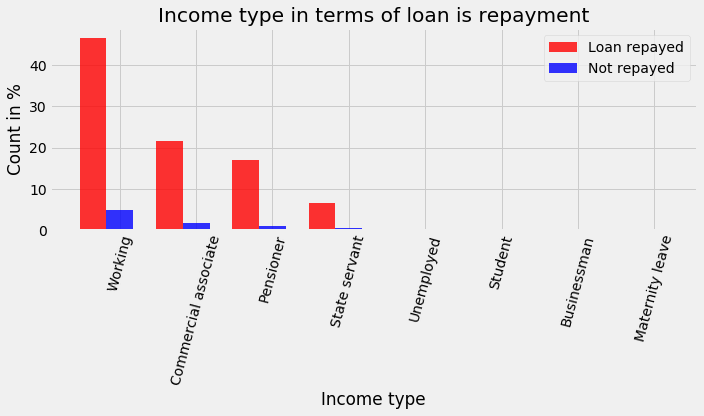 Income type in terms of loan is repayment
Loan repayed
Not repayed
Count in %
40
30
20
10
0
Working
Commercial associate
Pensioner
State servant
Unemployed
Student
Businessman
Maternity leave
Income type